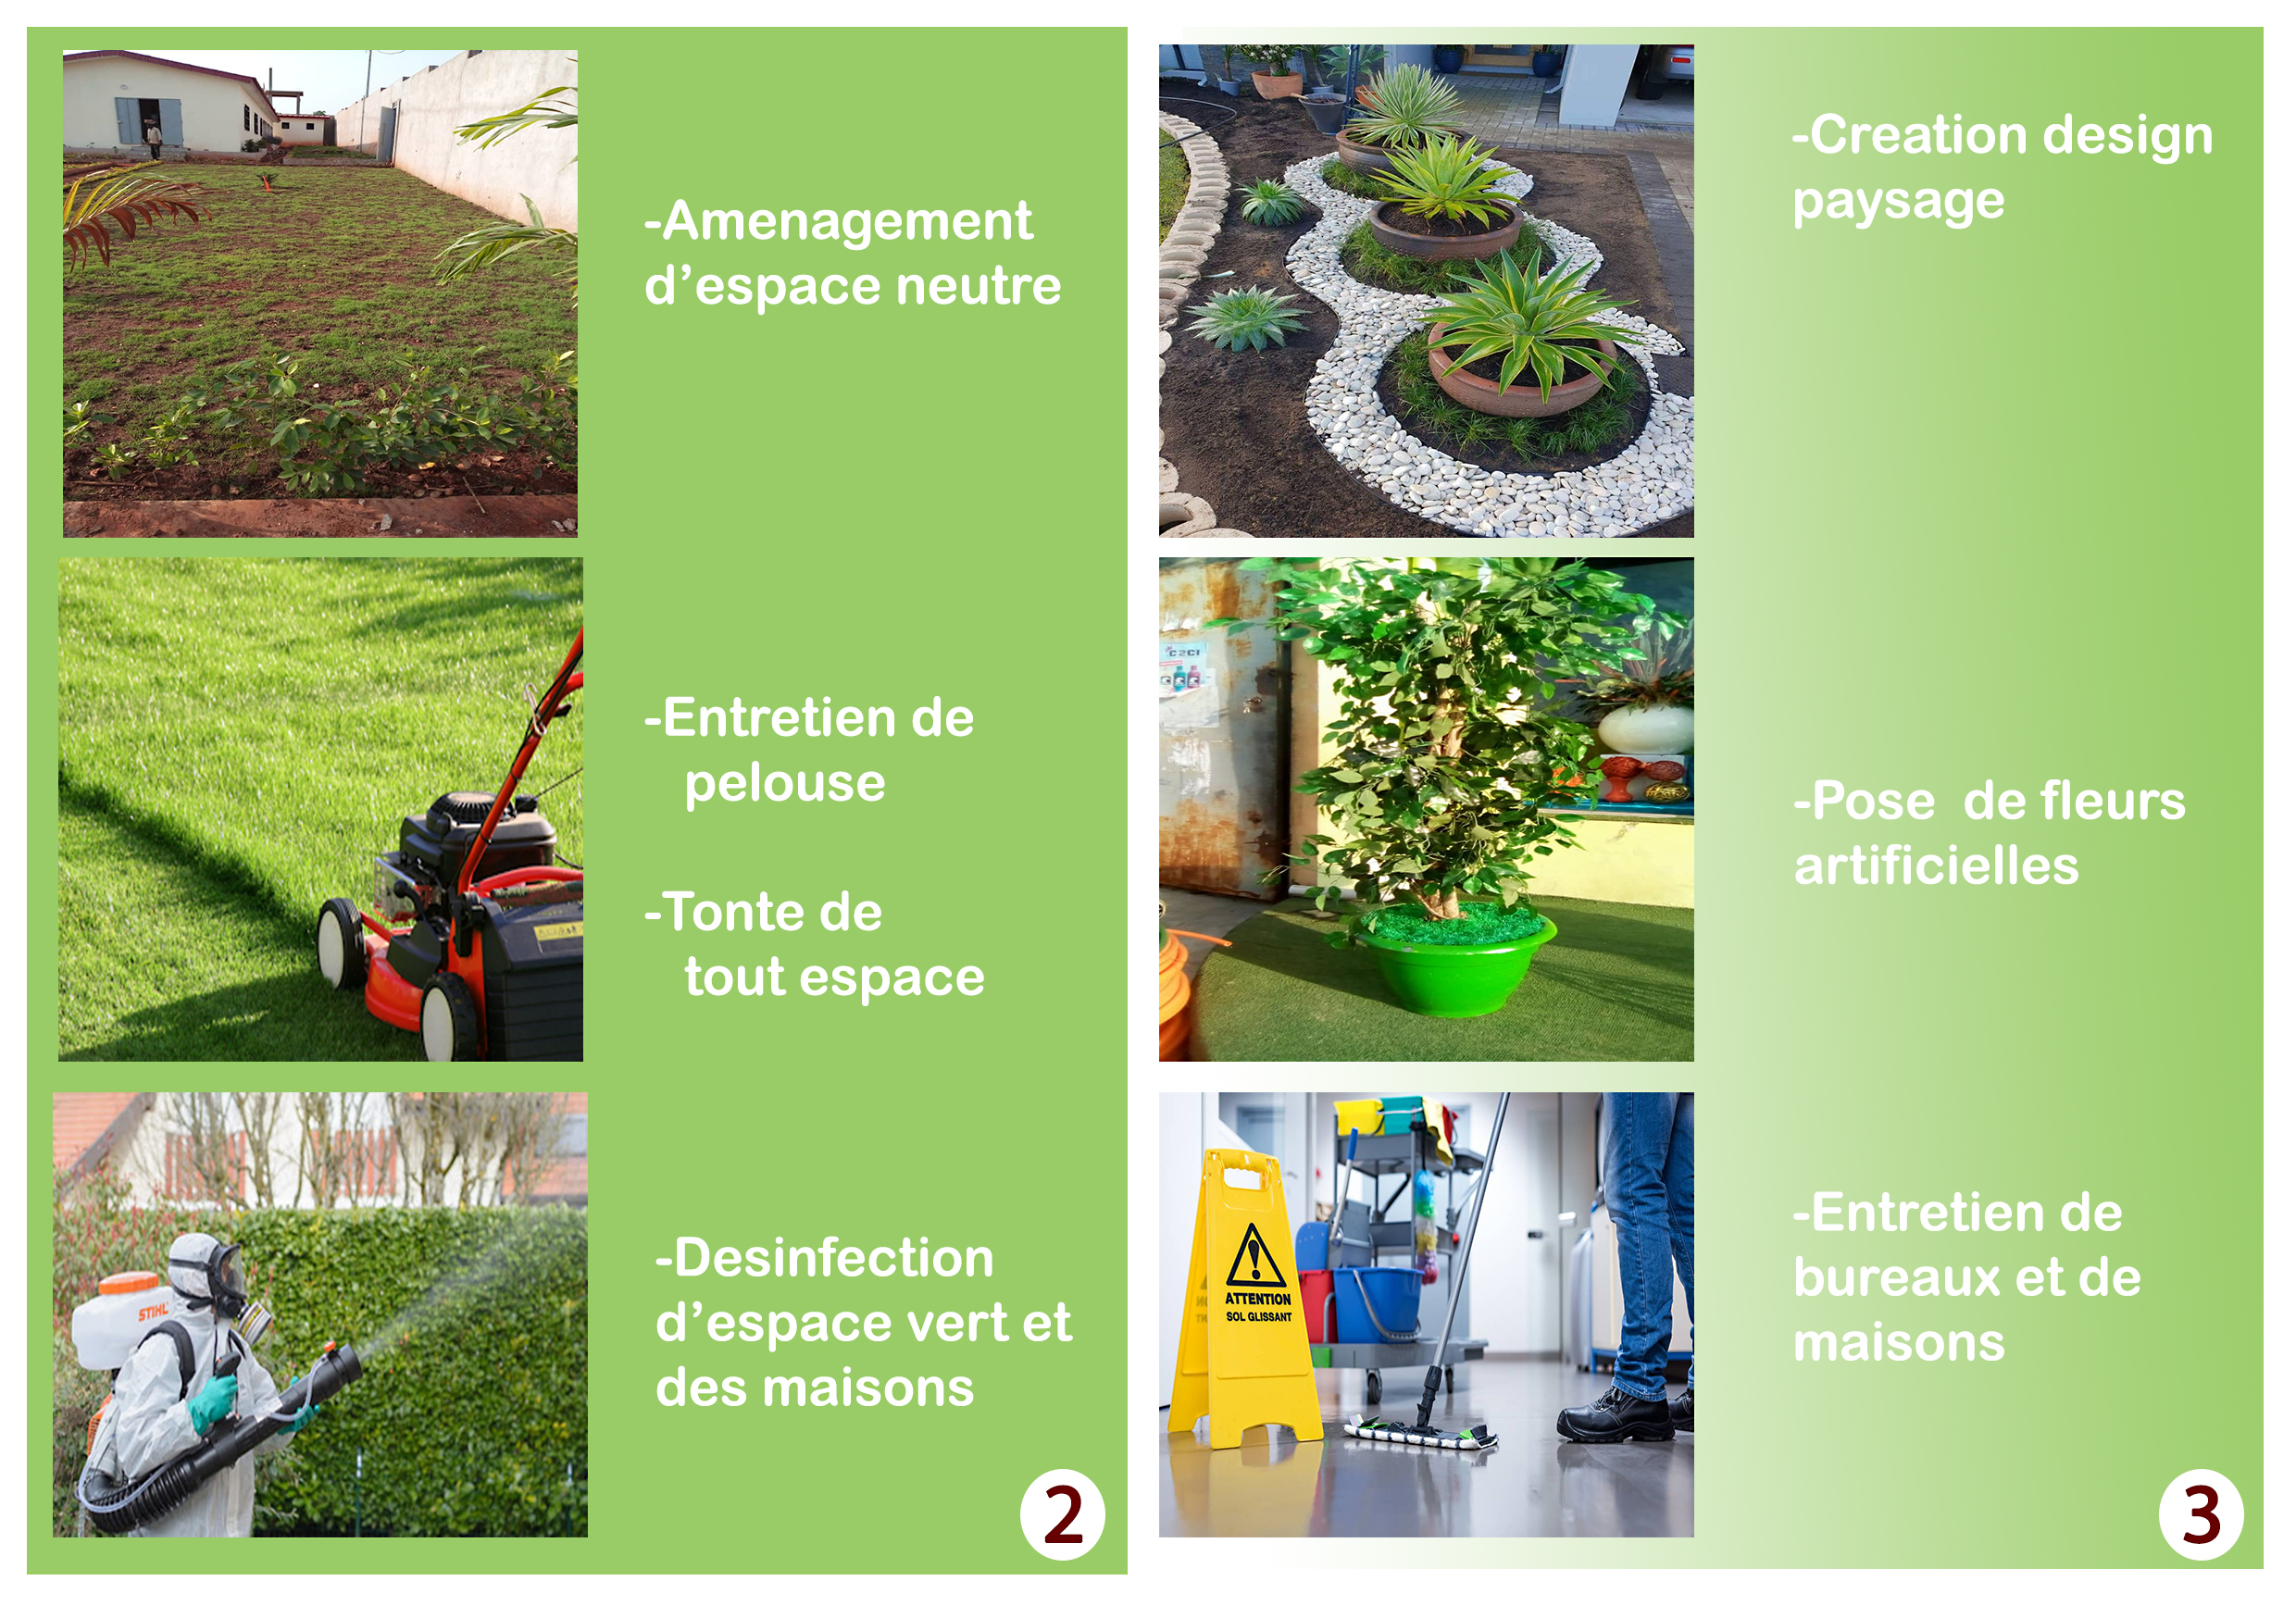 -Amenagement
d’espace neutre
-Entretien de
pelouse
-Tonte de
tout espace
STIHL
-Desinfection
d’espace vert et
des maisons
2
-Creation design
paysage
C2CI
-Pose  de fleurs
artificielles
ATTENTION
SOL GLISSANT
-Entretien de
bureaux et de
maisons
3